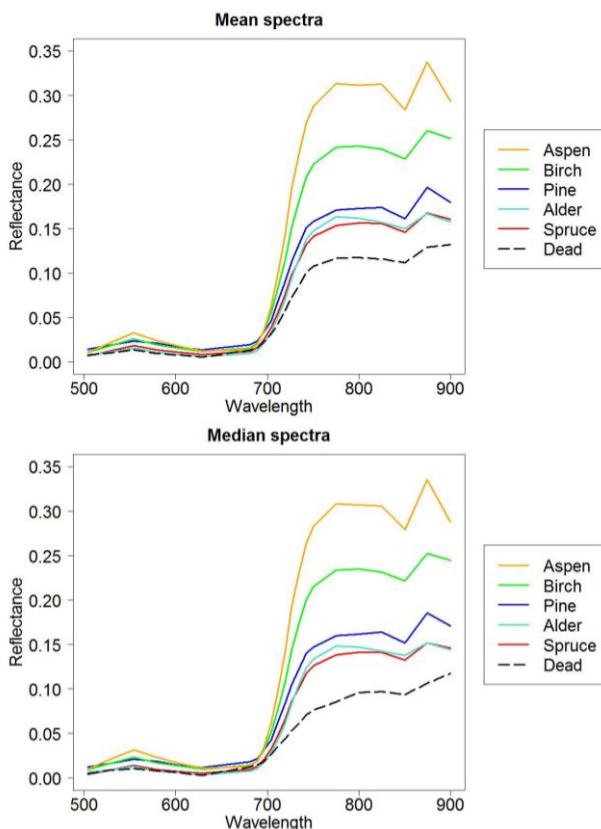 Mean spectra
0.35
0.30
0.25
0.20
0.15
0.10
0.05
0.00
Reflectance
500 600 700 800 900
Wavelength
Aspen
Birch
Pine
Alder
Spruce
Dead
Median spectra
0.35
0.30
0.25
0.20
0.15
0.10
0.05
0.00
Reflectance
500 600 700 800 900
Wavelength
Aspen
Birch
Pine
Alder
Spruce
Dead